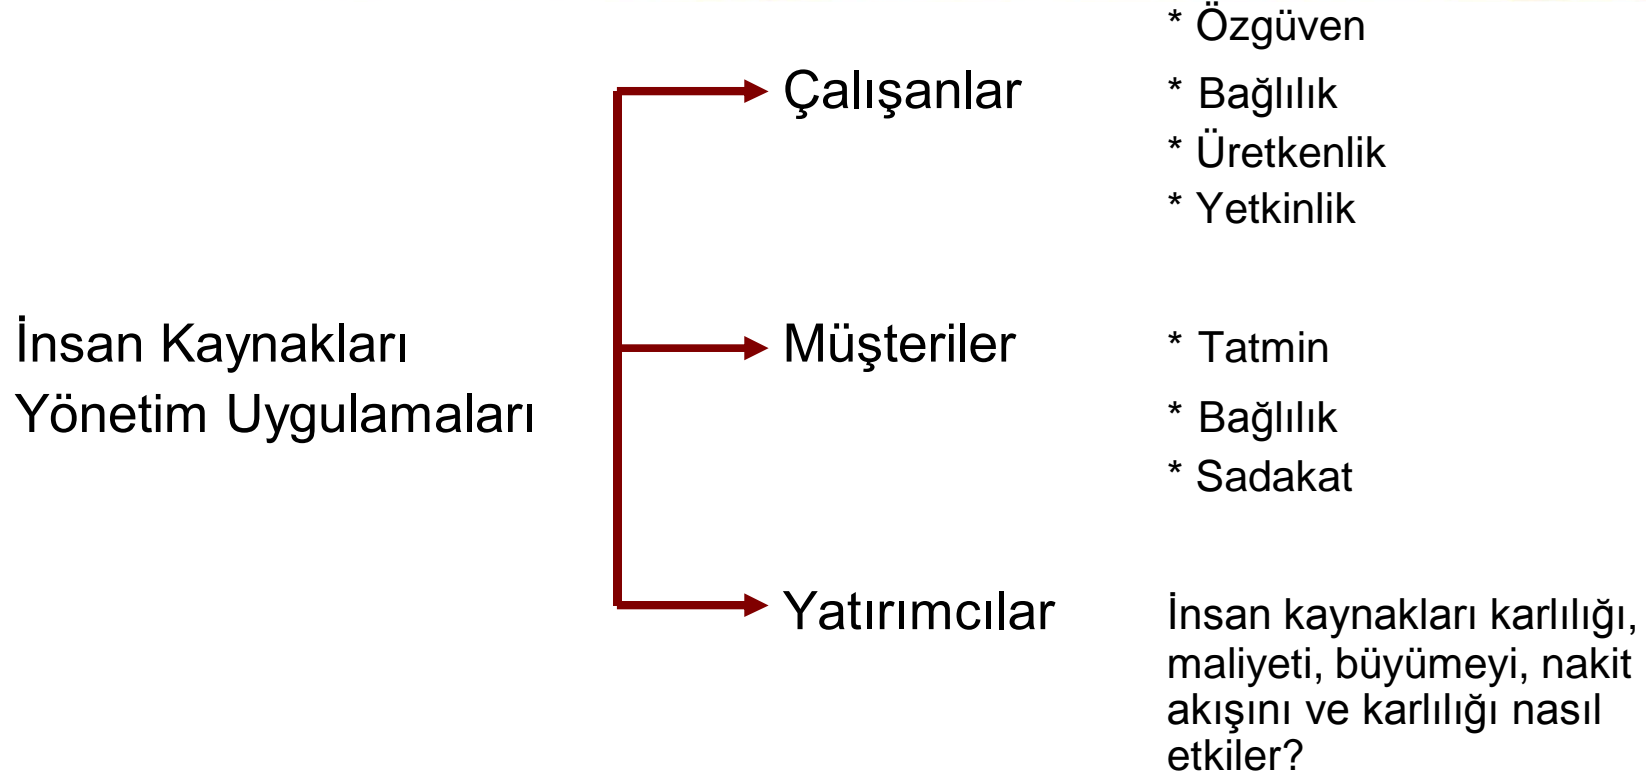 * Özgüven
Çalışanlar
* Bağlılık
* Üretkenlik
* Yetkinlik
İnsan Kaynakları
Yönetim Uygulamaları
Müşteriler
* Tatmin
* Bağlılık
* Sadakat
Yatırımcılar
İnsan kaynakları karlılığı,
maliyeti, büyümeyi, nakit
akışını ve karlılığı nasıl
etkiler?